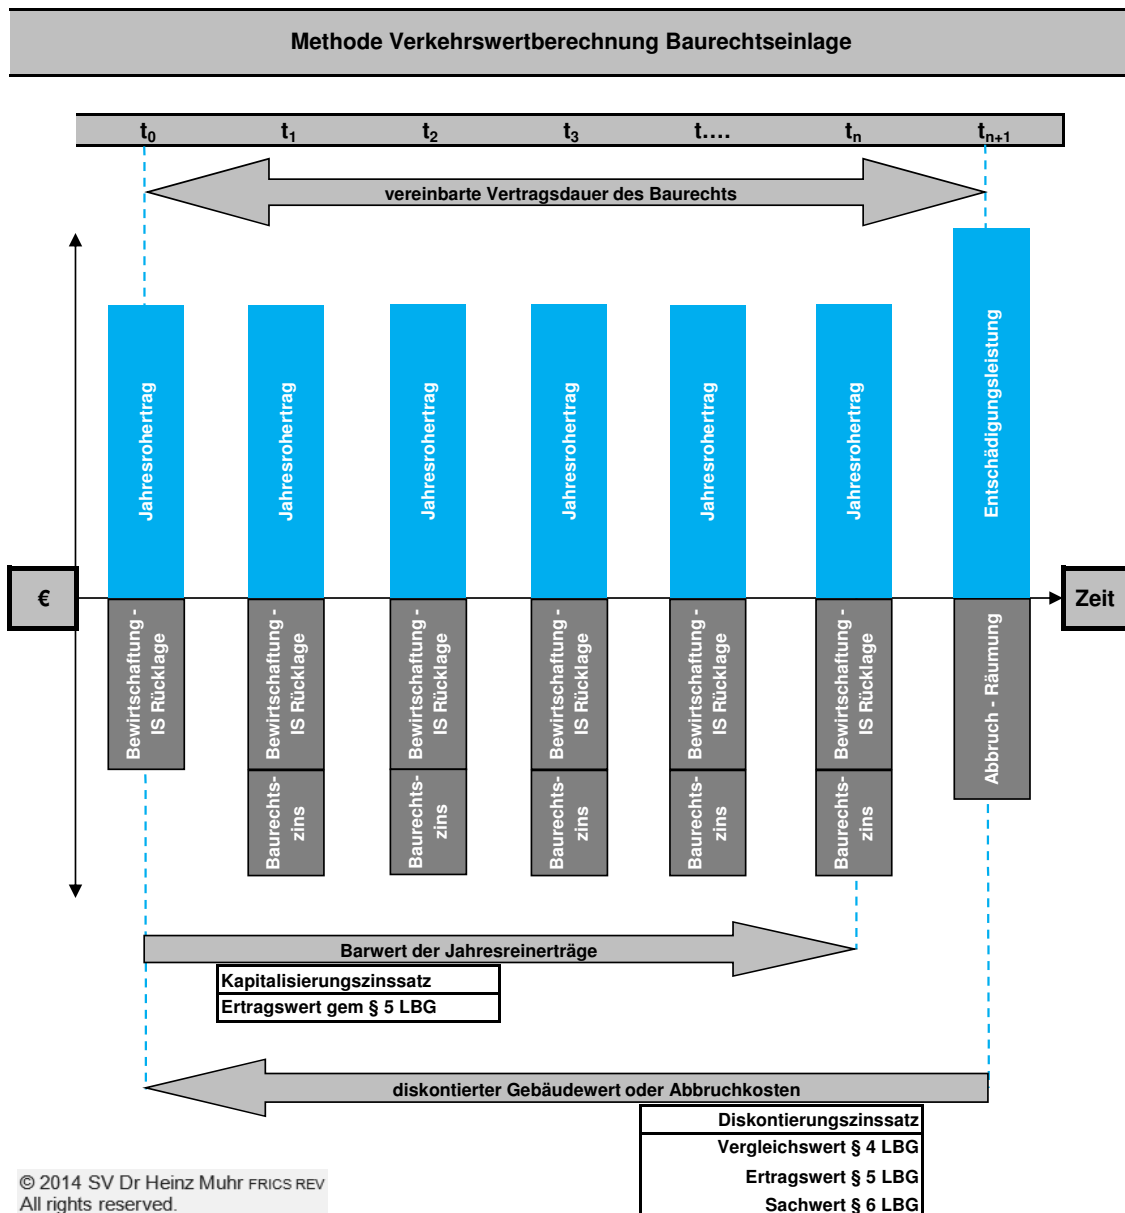 Methode Verkehrswertberechnung Baurechtseinlage
t0 t1 t2 t3 t.... tn tn+1
vereinbarte Vertragsdauer des Baurechts
Jahresrohertrag
Jahresrohertrag
Jahresrohertrag
Jahresrohertrag
Jahresrohertrag
Jahresrohertrag
Entschädigungsleistung
€
Zeit
Bewirtschaftung -
IS Rücklage
Bewirtschaftung -
IS Rücklage
Bewirtschaftung -
IS Rücklage
Bewirtschaftung -
IS Rücklage
Bewirtschaftung -
IS Rücklage
Bewirtschaftung -
IS Rücklage
Abbruch - Räumung
Baurechts-
zins
Baurechts-
zins
Baurechts-
zins
Baurechts-
zins
Baurechts-
zins
Barwert der Jahresreinerträge
Kapitalisierungszinssatz
Ertragswert gem § 5 LBG
diskontierter Gebäudewert oder Abbruchkosten
Diskontierungszinssatz
Vergleichswert § 4 LBG
Ertragswert § 5 LBG
Sachwert § 6 LBG
© 2014 SV Dr Heinz Muhr FRICS REV
All rights reserved.